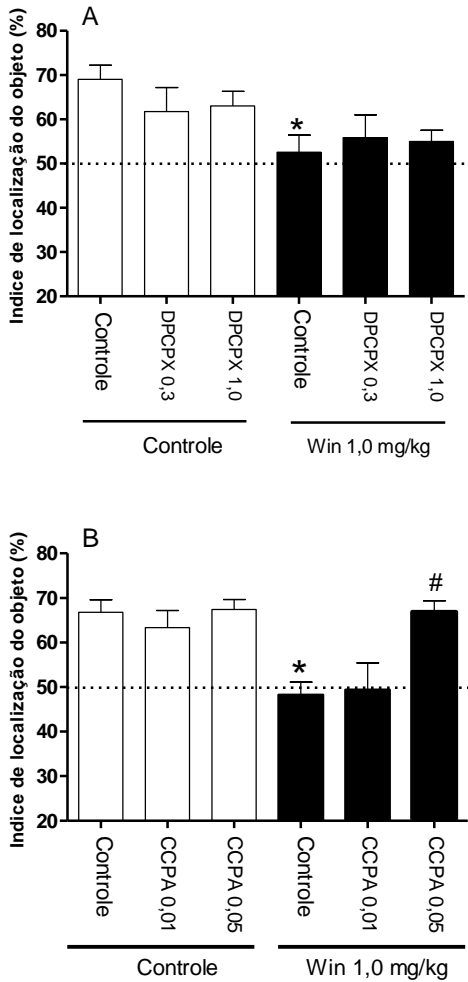 A
Indice de localização do objeto (%)
80
70
60
50
40
30
20
*
Controle
DPCPX 0,3
DPCPX 1,0
Controle
DPCPX 0,3
DPCPX 1,0
Controle
Win 1,0 mg/kg
B
Indice de localização do objeto (%)
80
70
60
50
40
30
20
*
#
Controle
CCPA 0,01
CCPA 0,05
Controle
CCPA 0,01
CCPA 0,05
Controle
Win 1,0 mg/kg